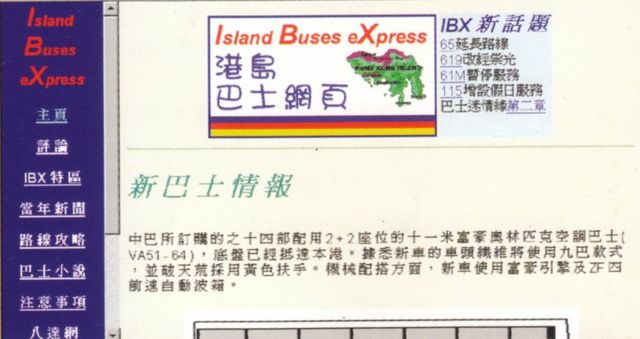 Island
Buses
eXpress
主頁
評論
IBX 特區
當年新聞
路線攻略
巴士小說
注意事項
八達網
Island Buses eXpress
港島
巴士網頁
HONG KONG ISLAND
IBX 新話題
65延長路線
619改經榮光
61M暫停服務
115增設假日服務
巴士迷情緣第二章
新巴士情報
中巴所訂購的之十四部配用2+2座位的十一米富豪奧林匹克空調巴士(
VA51-64)，底盤已經抵達本港。據悉新車的車頭纖維將使用九巴款式
，並破天荒採用黃色扶手。機械配搭方面，新車使用富豪引擎及ZF四
前速自動波箱。